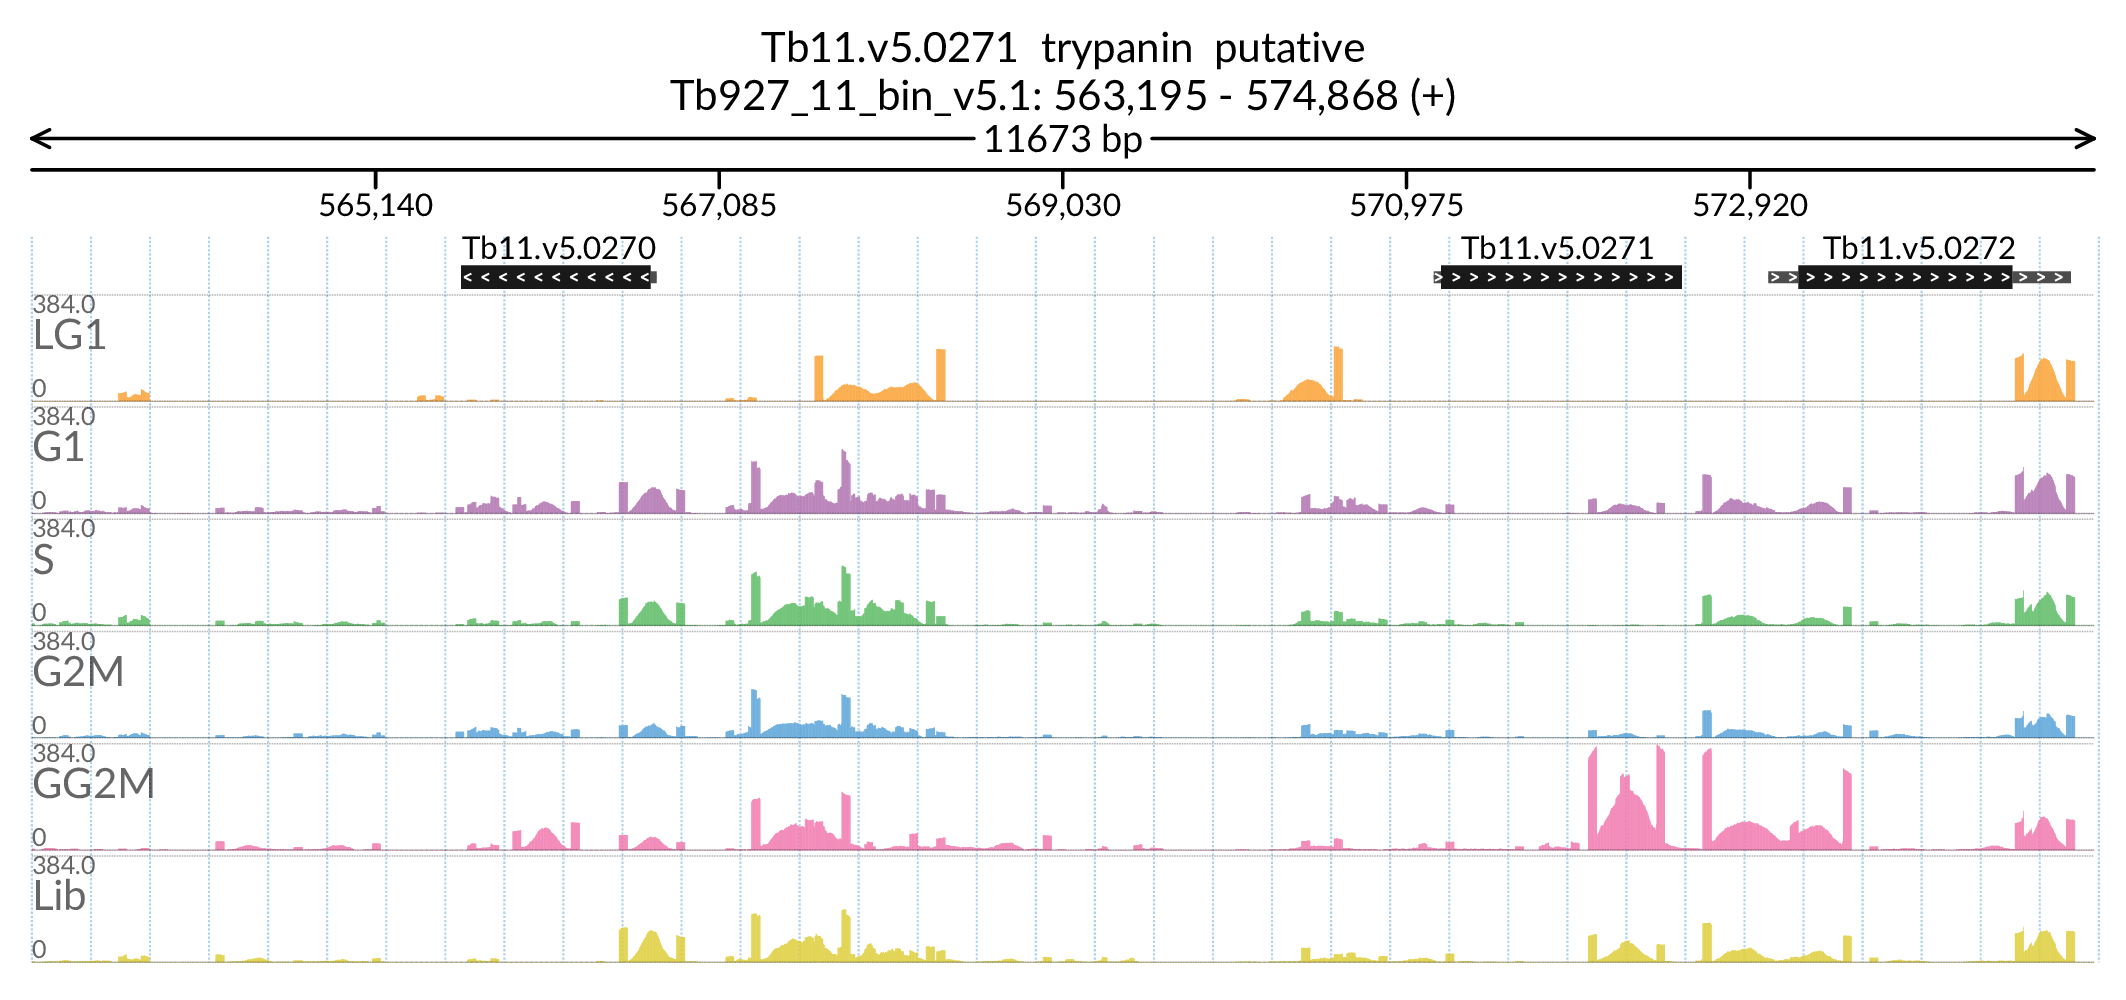 Tb11.v5.0271 trypanin putative
Tb927_11_bin_v5.1: 563,195 - 574,868 (+)
11673 bp
565,140 567,085 569,030 570,975 572,920
Tb11.v5.0270 Tb11.v5.0271 Tb11.v5.0272
384.0
LG1
0
384.0
G1
0
384.0
S
0
384.0
G2M
0
384.0
GG2M
0
384.0
Lib
0